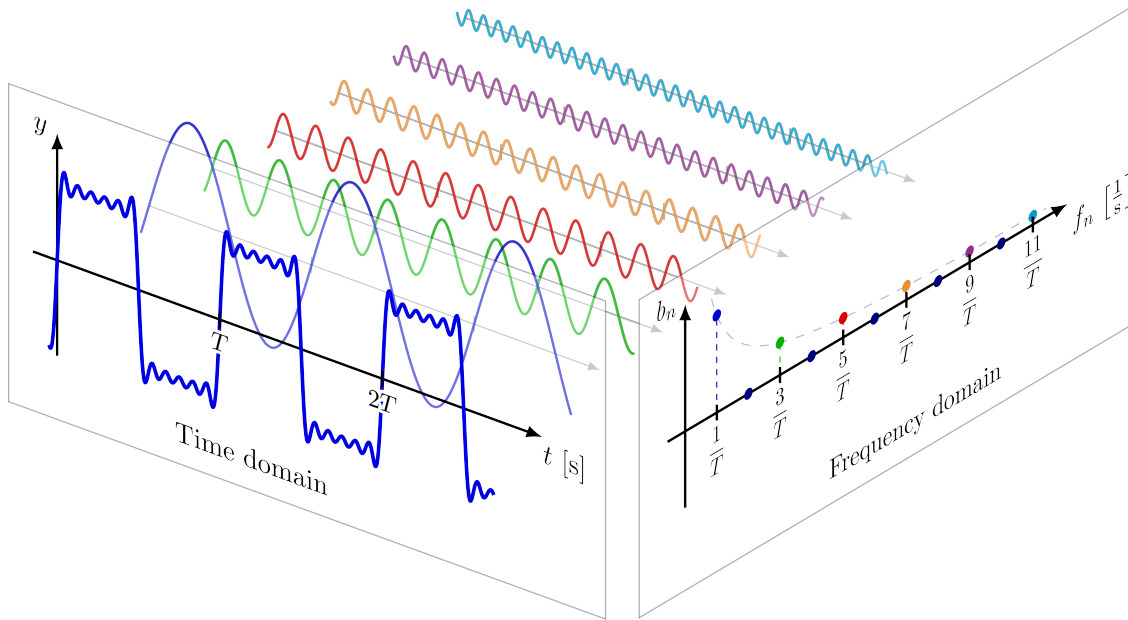 y
T
2T
t [s]
Time domain
b_n
1/T
3/T
5/T
7/T
9/T
11/T
f_n [1/s]
Frequency domain